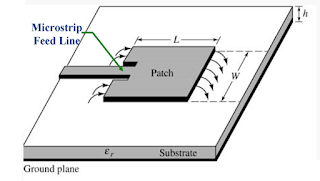 Microstrip
Feed Line
L
h
Patch
W
εr
Substrate
Ground plane